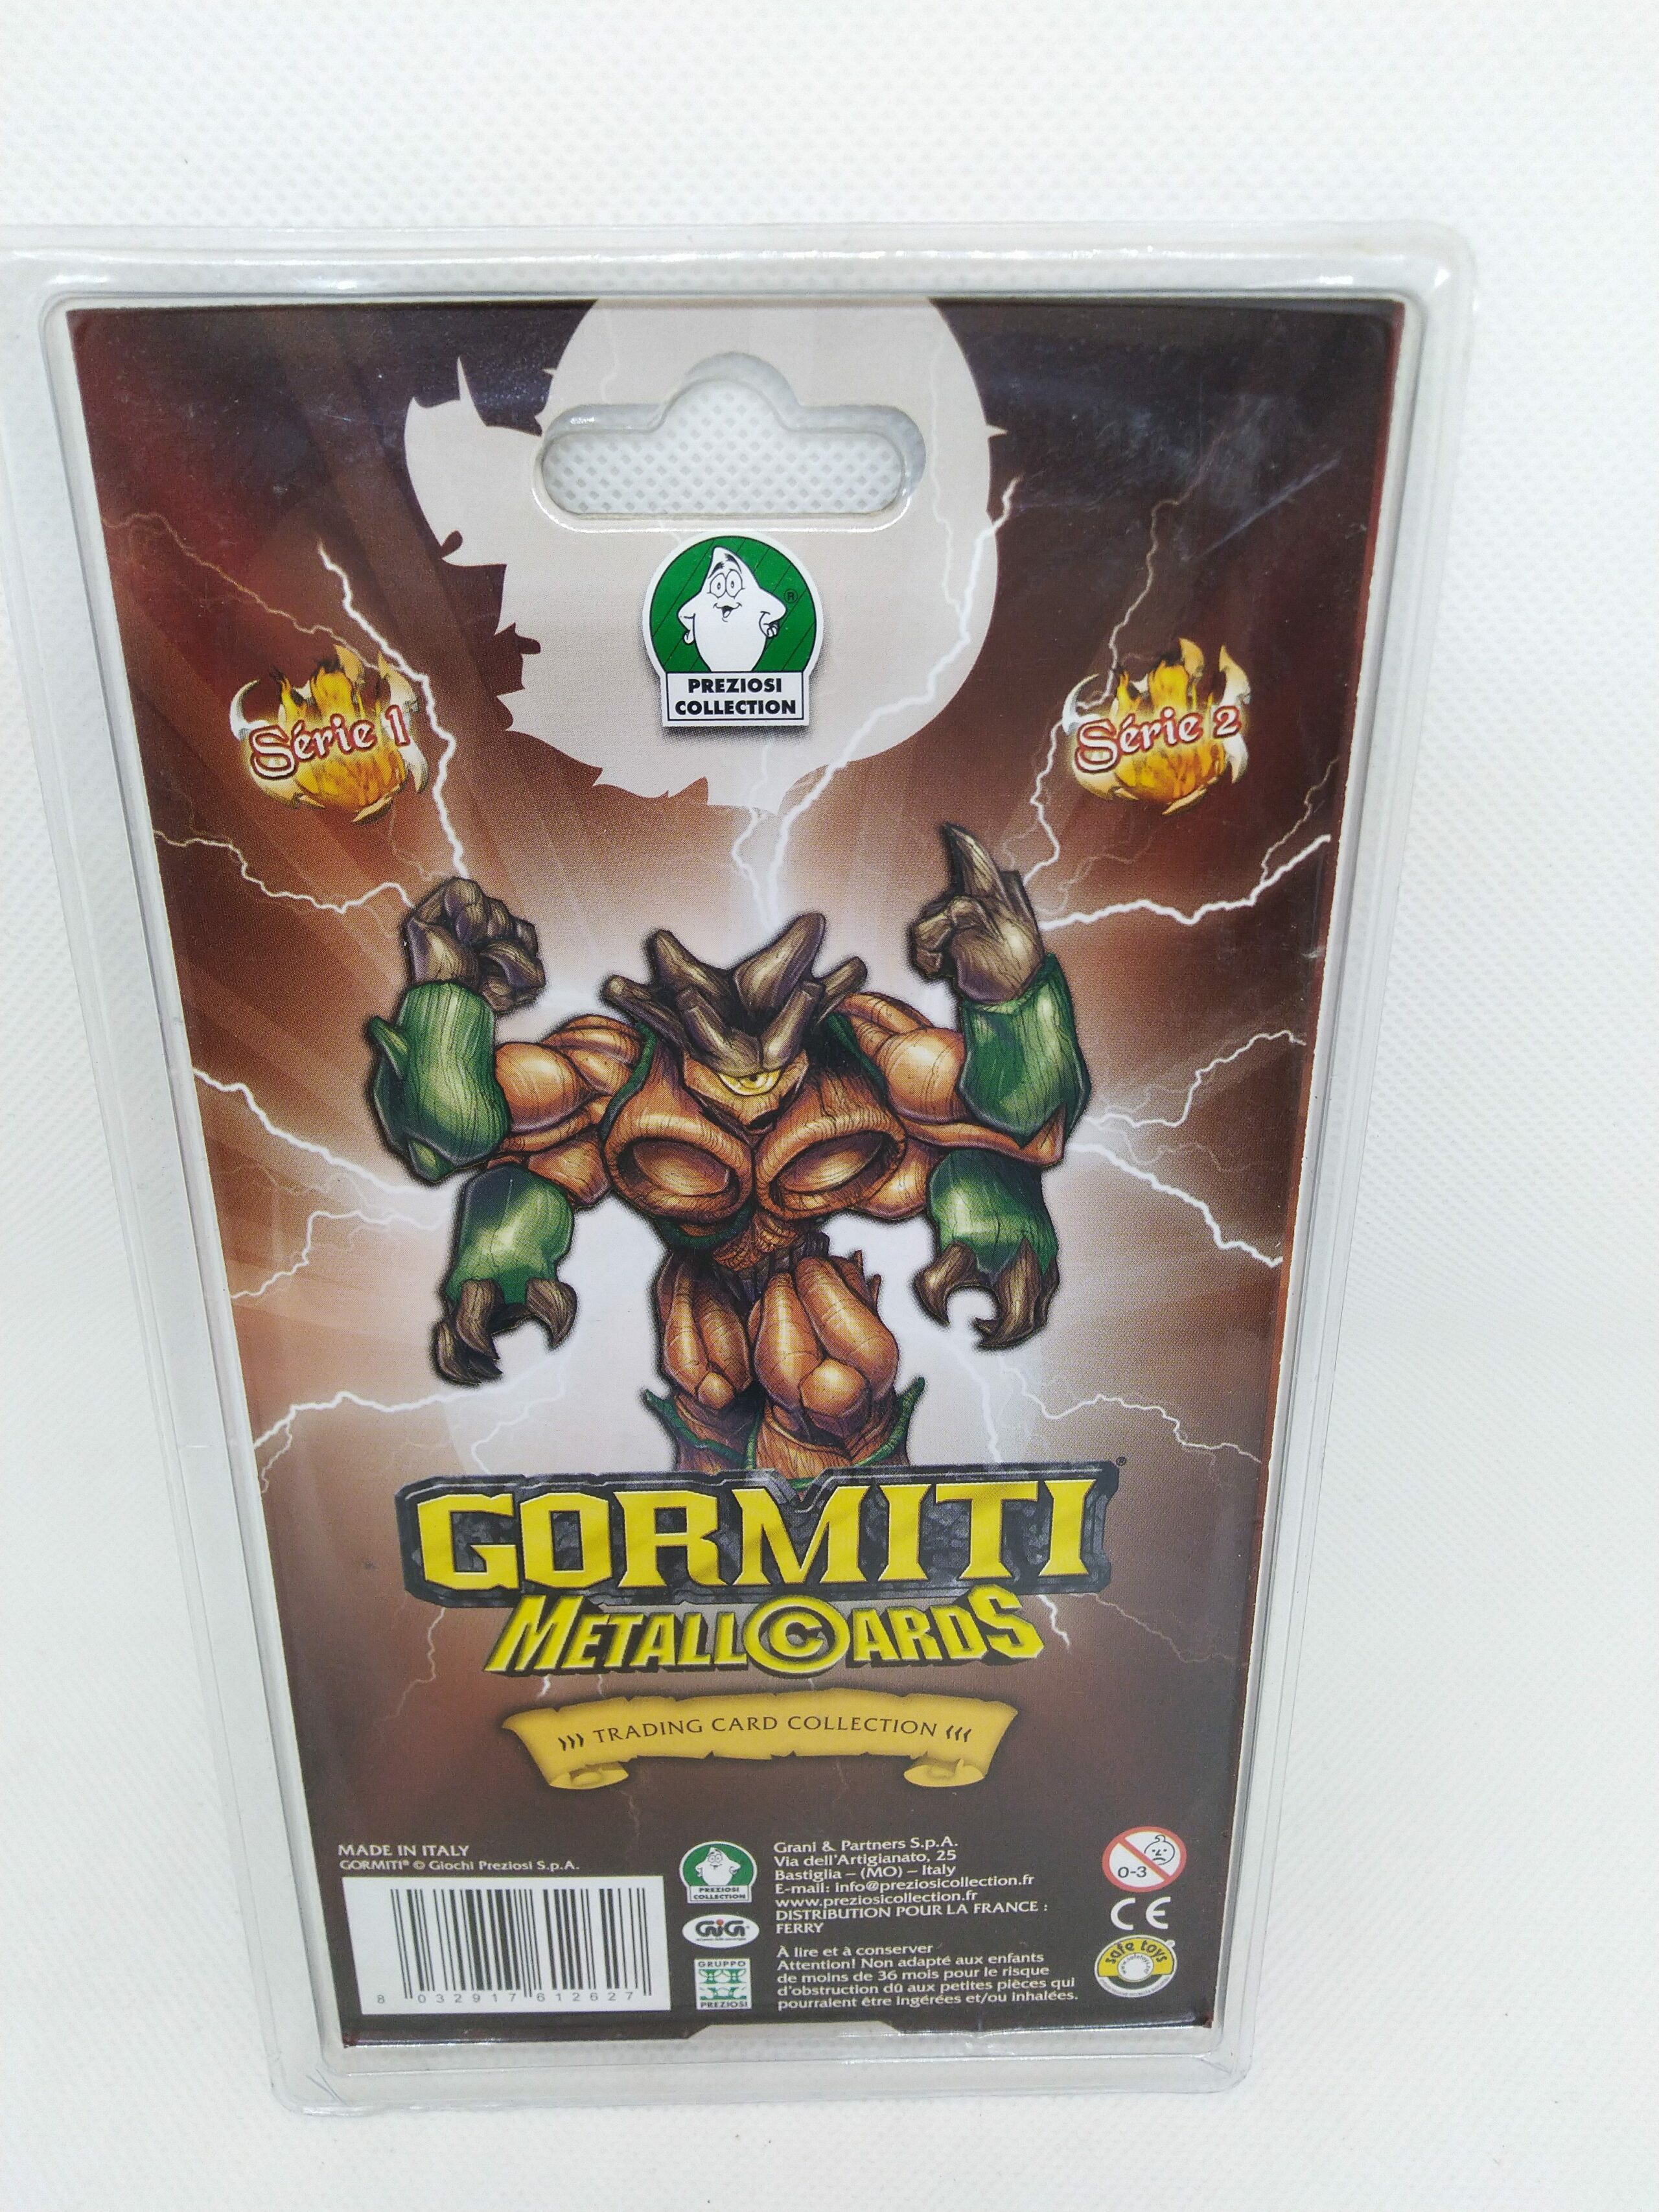 PREZIOSI
COLLECTION
®
Série 1
Série 2
GORMITI®
METALLCARDS
››› TRADING CARD COLLECTION ‹‹‹
MADE IN ITALY
GORMITI® © Giochi Preziosi S.p.A.
8 032917 612627
PREZIOSI
COLLECTION
GiGi
GRUPPO
PREZIOSI
Grani & Partners S.p.A.
Via dell'Artigianato, 25
Bastiglia – (MO) – Italy
E-mail: info@preziosicollection.fr
www.preziosicollection.fr
DISTRIBUTION POUR LA FRANCE :
FERRY
À lire et à conserver
Attention! Non adapté aux enfants
de moins de 36 mois pour le risque
d'obstruction dû aux petites pièces qui
pourraient être ingérées et/ou inhalées.
0-3
CE
safe toys